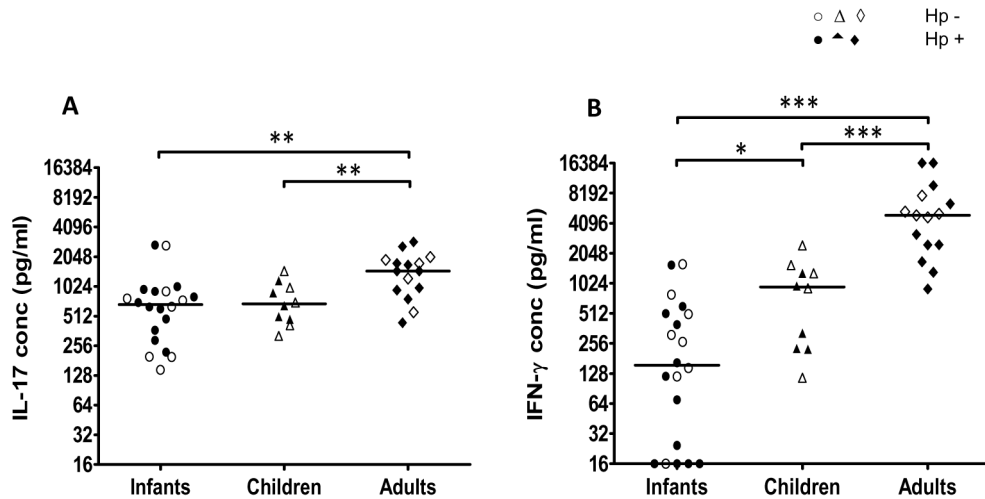 Hp -
Hp +
A
**
**
IL-17 conc (pg/ml)
16384
8192
4096
2048
1024
512
256
128
64
32
16
Infants
Children
Adults
B
***
***
*
IFN-γ conc (pg/ml)
16384
8192
4096
2048
1024
512
256
128
64
32
16
Infants
Children
Adults